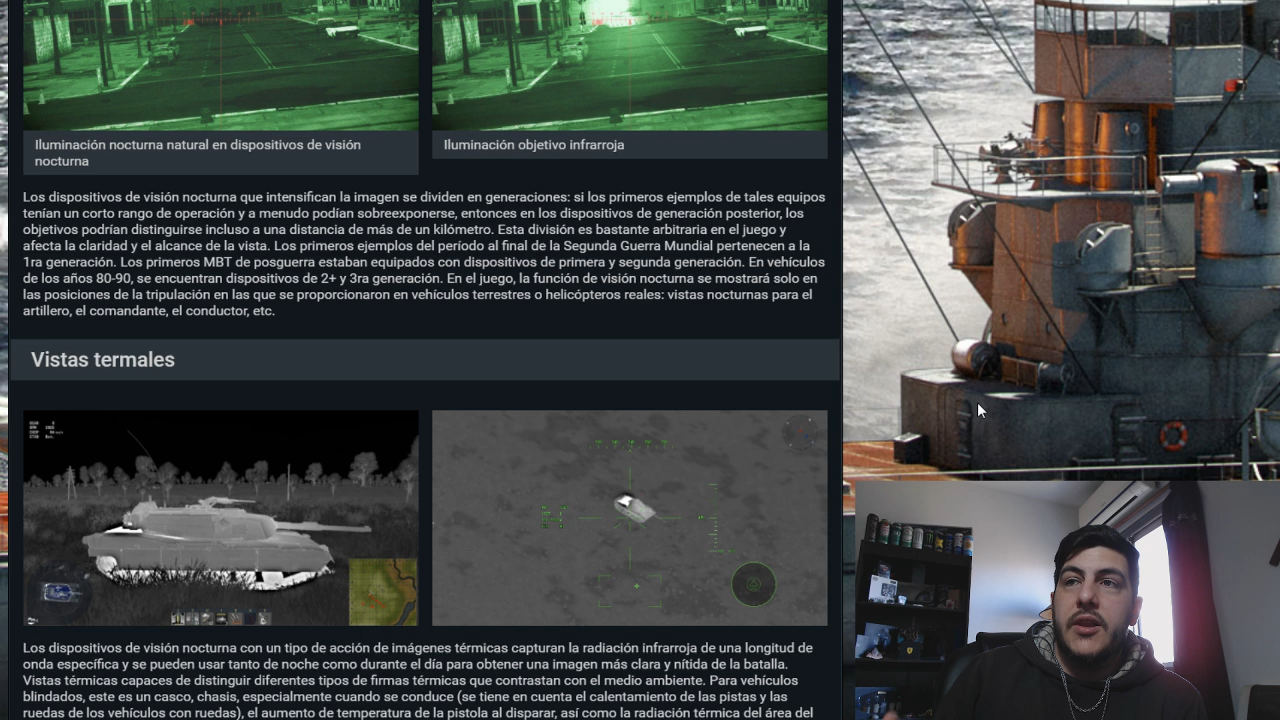 Iluminación nocturna natural en dispositivos de visión
nocturna
Iluminación objetivo infrarroja
Los dispositivos de visión nocturna que intensifican la imagen se dividen en generaciones: si los primeros ejemplos de tales equipos
tenían un corto rango de operación y a menudo podían sobreexponerse, entonces en los dispositivos de generación posterior, los
objetivos podrían distinguirse incluso a una distancia de más de un kilómetro. Esta división es bastante arbitraria en el juego y
afecta la claridad y el alcance de la vista. Los primeros ejemplos del período al final de la Segunda Guerra Mundial pertenecen a la
1ra generación. Los primeros MBT de posguerra estaban equipados con dispositivos de primera y segunda generación. En vehículos
de los años 80-90, se encuentran dispositivos de 2+ y 3ra generación. En el juego, la función de visión nocturna se mostrará solo en
las posiciones de la tripulación en las que se proporcionaron en vehículos terrestres o helicópteros reales: vistas nocturnas para el
artillero, el comandante, el conductor, etc.
Vistas termales
Los dispositivos de visión nocturna con un tipo de acción de imágenes térmicas capturan la radiación infrarroja de una longitud de
onda específica y se pueden usar tanto de noche como durante el día para obtener una imagen más clara y nítida de la batalla.
Vistas térmicas capaces de distinguir diferentes tipos de firmas térmicas que contrastan con el medio ambiente. Para vehículos
blindados, este es un casco, chasis, especialmente cuando se conduce (se tiene en cuenta el calentamiento de las pistas y las
ruedas de los vehículos con ruedas), el aumento de temperatura de la pistola al disparar, así como la radiación térmica del área del